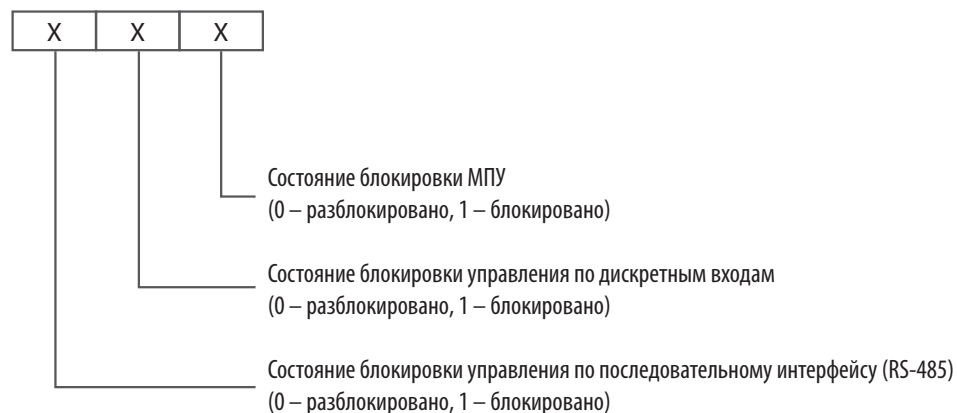 X X X
Состояние блокировки МПУ
(0 – разблокировано, 1 – блокировано)
Состояние блокировки управления по дискретным входам
(0 – разблокировано, 1 – блокировано)
Состояние блокировки управления по последовательному интерфейсу (RS-485)
(0 – разблокировано, 1 – блокировано)